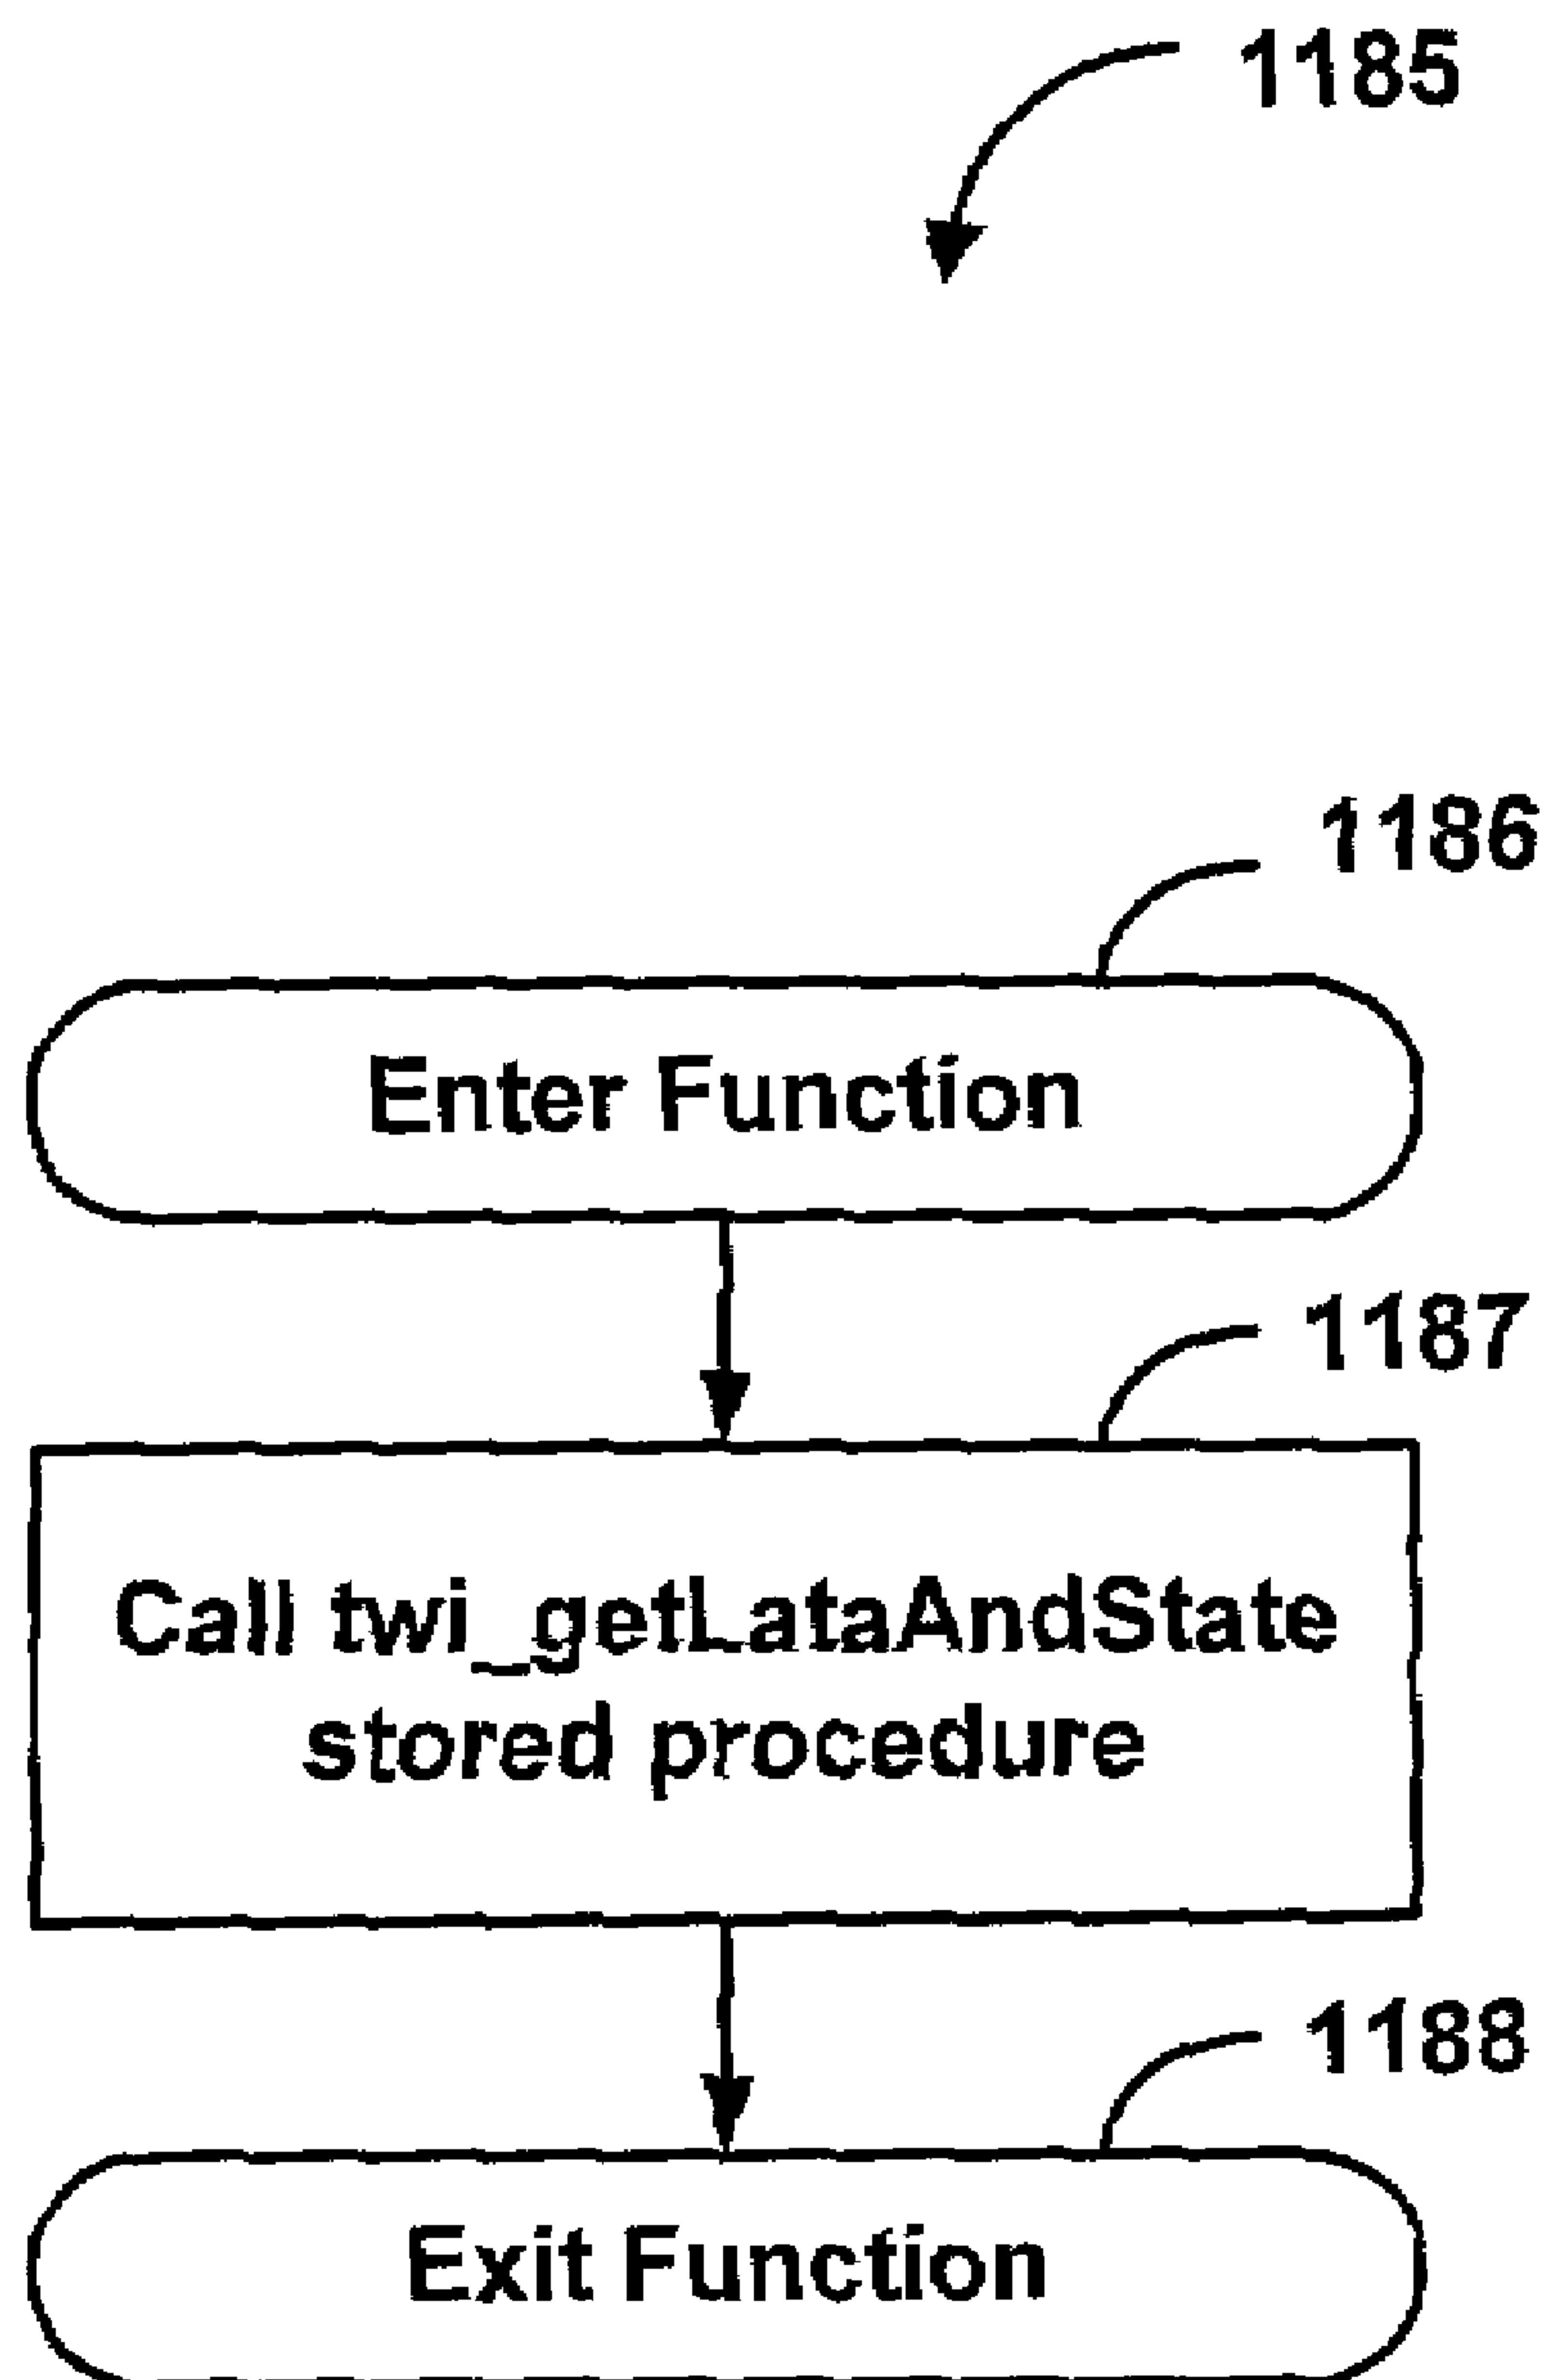 1185
1186
Enter Function
1187
Call twi_getLataAndState
stored procedure
1188
Exit Function